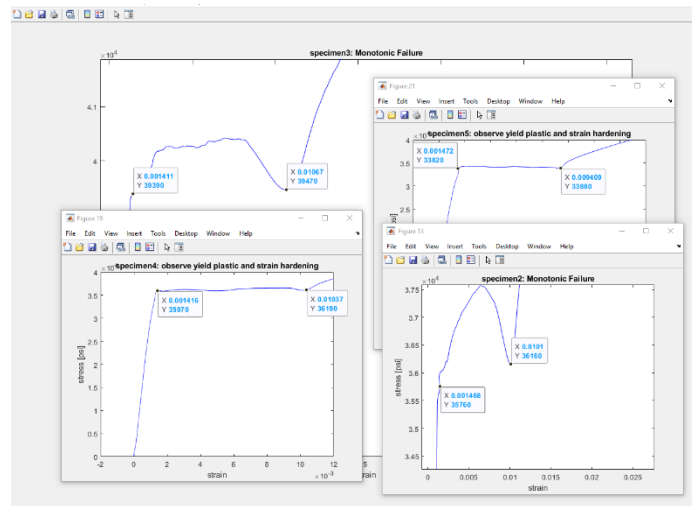 specimen3: Monotonic Failure
× 10⁴
4.1
4
X 0.001411
Y 39390
X 0.01067
Y 39470
Figure 21
File Edit View Insert Tools Desktop Window Help
× 10⁴ specimen5: observe yield plastic and strain hardening
4
3.5
3
2.5
X 0.001472
Y 33820
X 0.009409
Y 33880
Figure 19
File Edit View Insert Tools Desktop Window Help
× 10⁴ specimen4: observe yield plastic and strain hardening
4
3.5
3
2.5
2
1.5
1
0.5
0
stress [psi]
X 0.001416
Y 35970
X 0.01037
Y 36190
-2 0 2 4 6 8 10 12
strain
× 10⁻³
Figure 13
File Edit View Insert Tools Desktop Window Help
specimen2: Monotonic Failure
× 10⁴
3.75
3.7
3.65
3.6
3.55
3.5
3.45
stress [psi]
X 0.0101
Y 36160
X 0.001468
Y 35760
0 0.005 0.01 0.015 0.02 0.025
strain